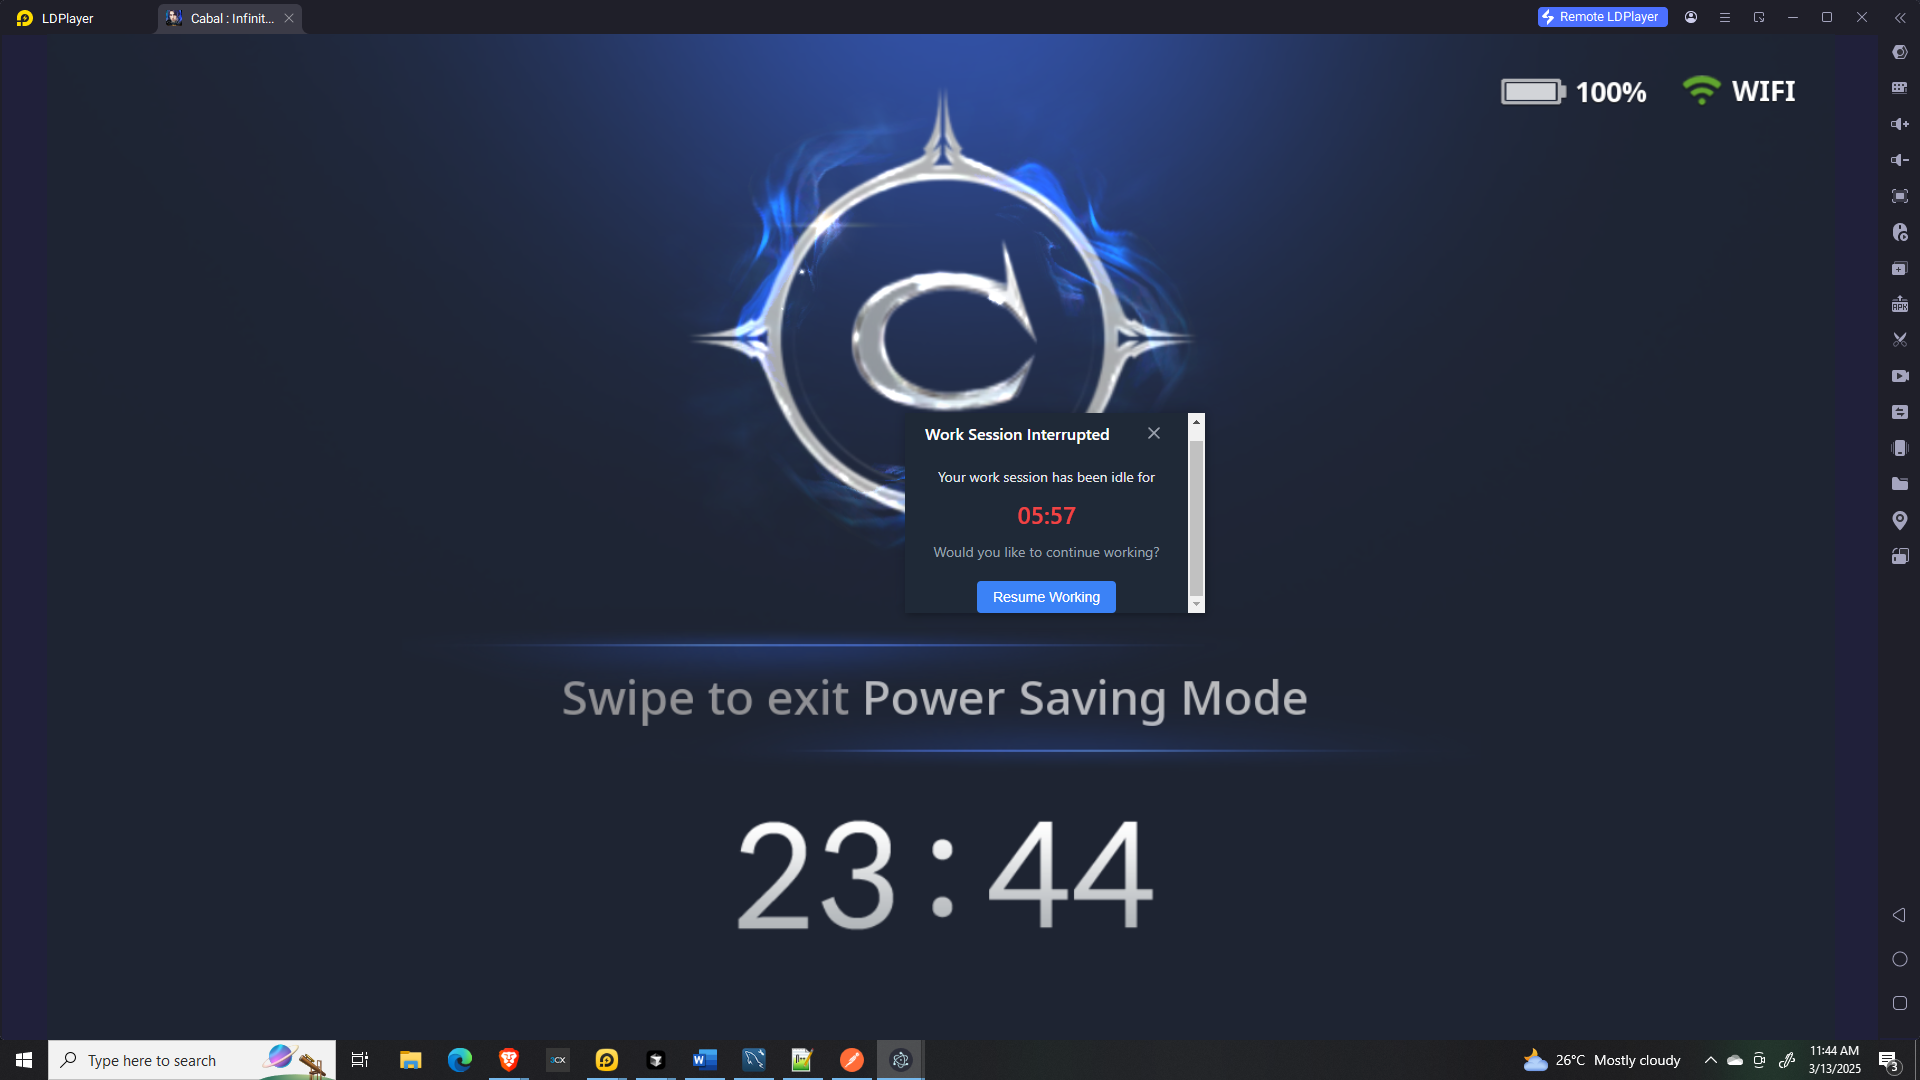 LDPlayer
Cabal : Infinit...
Remote LDPlayer
100%
WIFI
C
Work Session Interrupted
Your work session has been idle for
05:57
Would you like to continue working?
Resume Working
Swipe to exit Power Saving Mode
23:44
Type here to search
26°C Mostly cloudy
11:44 AM
3/13/2025
3